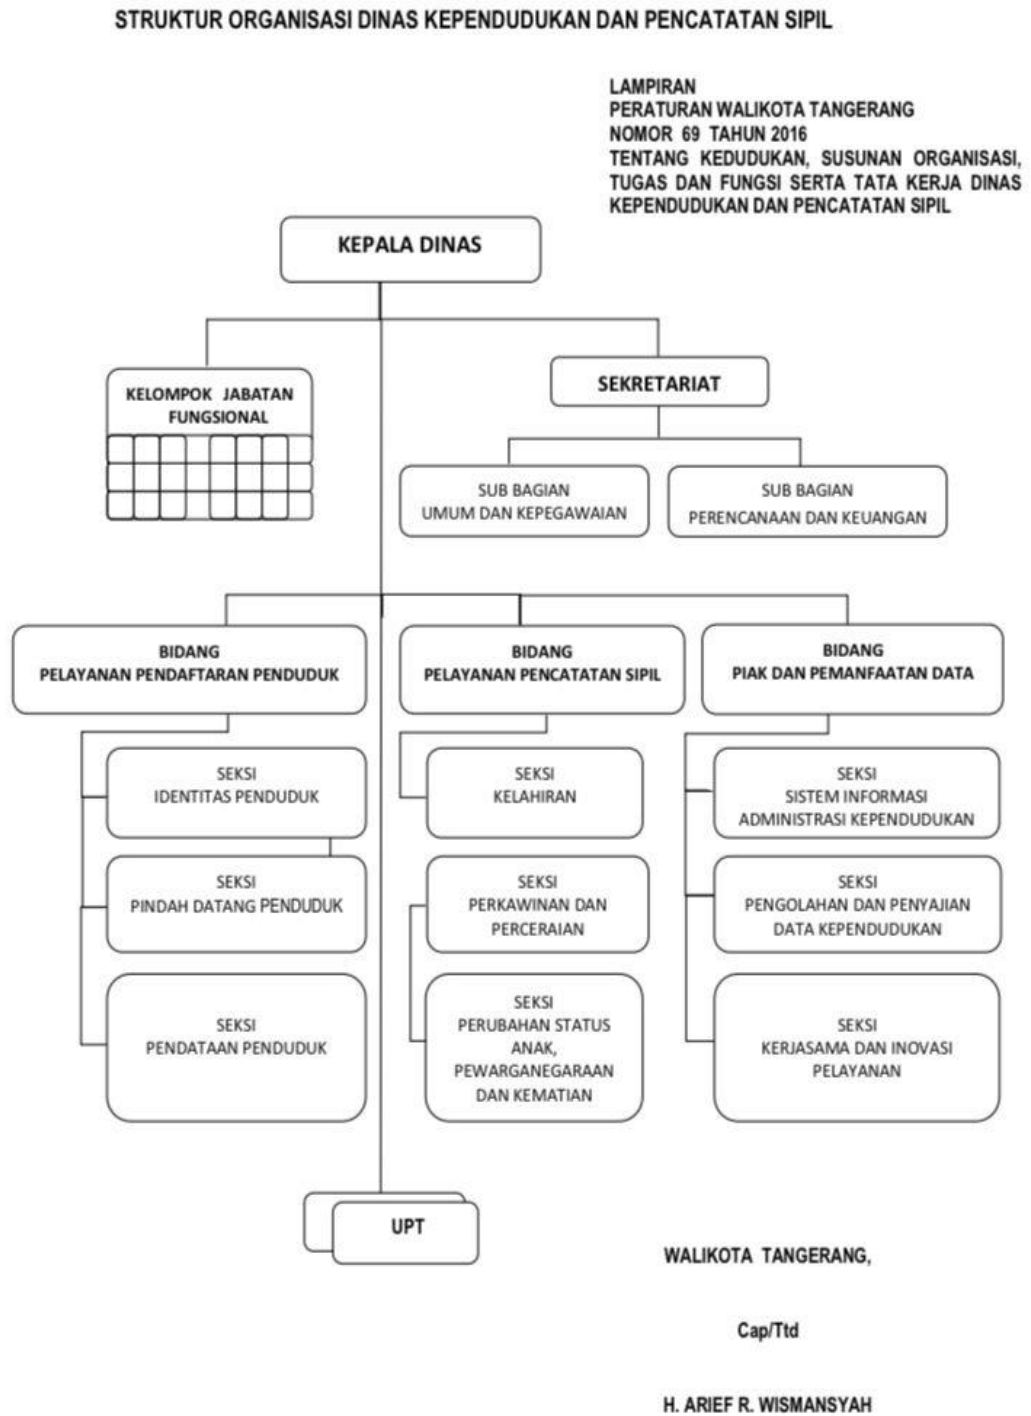 STRUKTUR ORGANISASI DINAS KEPENDUDUKAN DAN PENCATATAN SIPIL
LAMPIRAN
PERATURAN WALIKOTA TANGERANG
NOMOR 69 TAHUN 2016
TENTANG KEDUDUKAN, SUSUNAN ORGANISASI,
TUGAS DAN FUNGSI SERTA TATA KERJA DINAS
KEPENDUDUKAN DAN PENCATATAN SIPIL
KEPALA DINAS
KELOMPOK JABATAN
FUNGSIONAL
SEKRETARIAT
SUB BAGIAN
UMUM DAN KEPEGAWAIAN
SUB BAGIAN
PERENCANAAN DAN KEUANGAN
BIDANG
PELAYANAN PENDAFTARAN PENDUDUK
BIDANG
PELAYANAN PENCATATAN SIPIL
BIDANG
PIAK DAN PEMANFAATAN DATA
SEKSI
IDENTITAS PENDUDUK
SEKSI
KELAHIRAN
SEKSI
SISTEM INFORMASI
ADMINISTRASI KEPENDUDUKAN
SEKSI
PINDAH DATANG PENDUDUK
SEKSI
PERKAWINAN DAN
PERCERAIAN
SEKSI
PENGOLAHAN DAN PENYAJIAN
DATA KEPENDUDUKAN
SEKSI
PENDATAAN PENDUDUK
SEKSI
PERUBAHAN STATUS
ANAK,
PEWARGANEGARAAN
DAN KEMATIAN
SEKSI
KERJASAMA DAN INOVASI
PELAYANAN
UPT
WALIKOTA TANGERANG,
Cap/Ttd
H. ARIEF R. WISMANSYAH